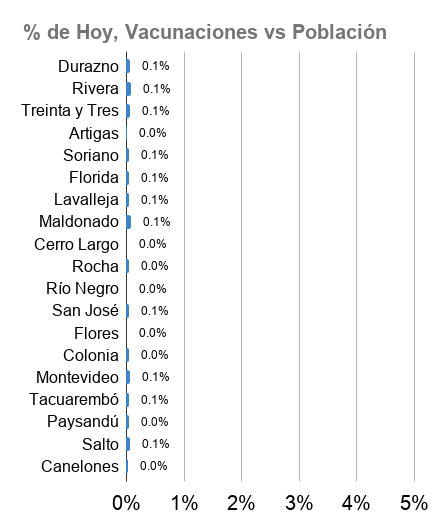 % de Hoy, Vacunaciones vs Población
Durazno 0.1%
Rivera 0.1%
Treinta y Tres 0.1%
Artigas 0.0%
Soriano 0.1%
Florida 0.1%
Lavalleja 0.1%
Maldonado 0.1%
Cerro Largo 0.0%
Rocha 0.0%
Río Negro 0.0%
San José 0.1%
Flores 0.0%
Colonia 0.0%
Montevideo 0.1%
Tacuarembó 0.1%
Paysandú 0.0%
Salto 0.1%
Canelones 0.0%
0% 1% 2% 3% 4% 5%